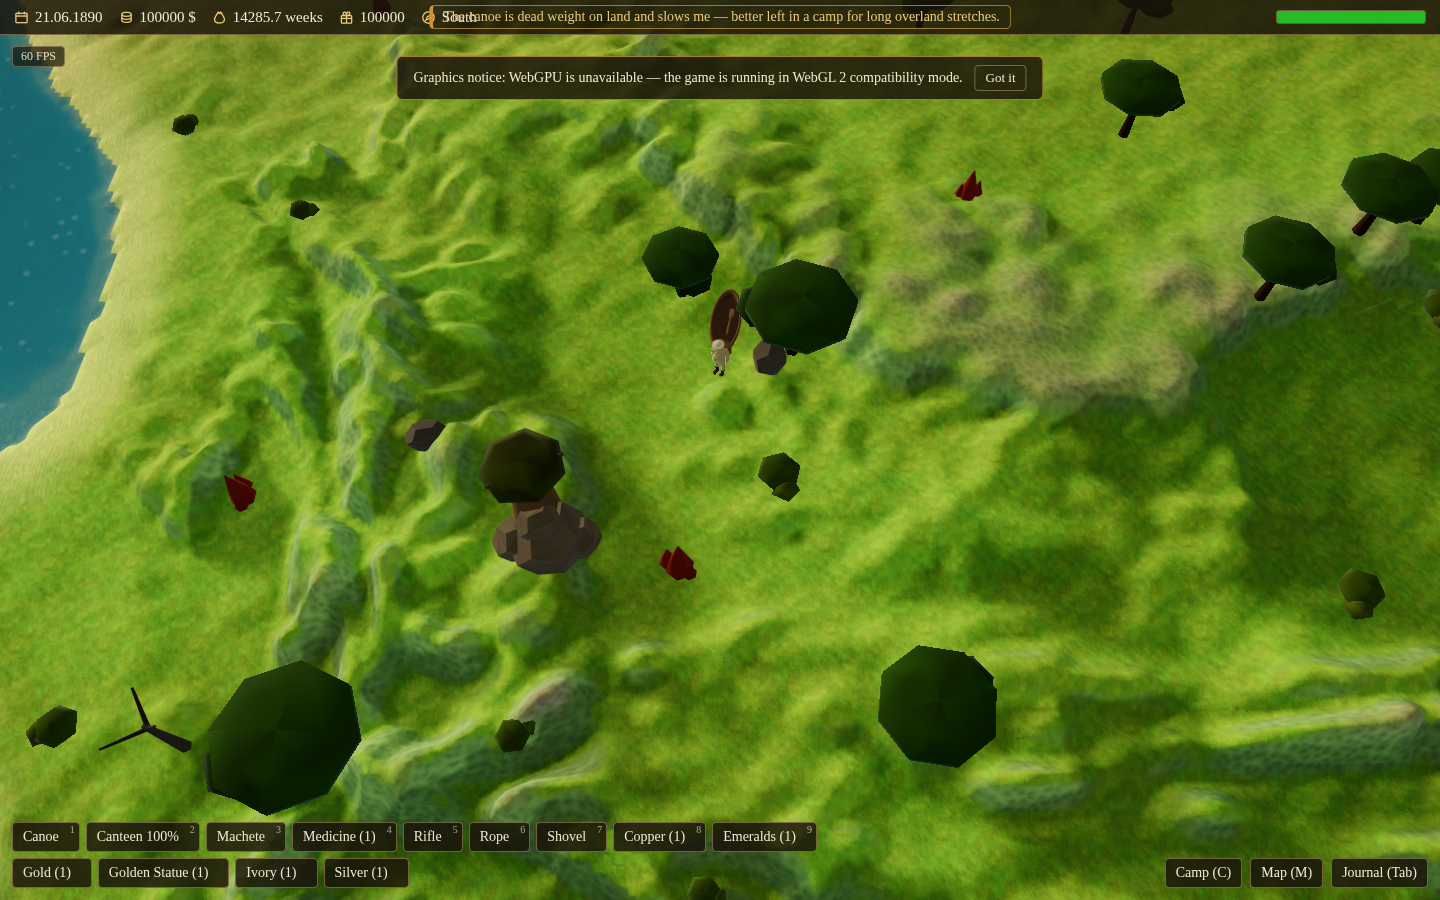 21.06.1890 100000 $ 14285.7 weeks 100000 South
The canoe is dead weight on land and slows me — better left in a camp for long overland stretches.
60 FPS
Graphics notice: WebGPU is unavailable — the game is running in WebGL 2 compatibility mode. Got it
Canoe 1 Canteen 100% 2 Machete 3 Medicine (1) 4 Rifle 5 Rope 6 Shovel 7 Copper (1) 8 Emeralds (1) 9
Gold (1) Golden Statue (1) Ivory (1) Silver (1) Camp (C) Map (M) Journal (Tab)